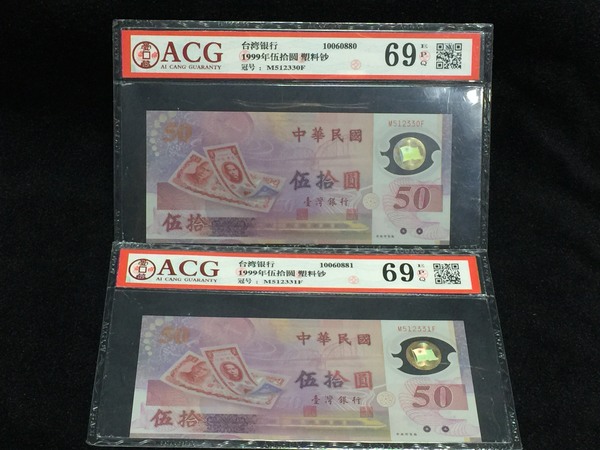 ACG
AI CANG GUARANTY
台湾银行 10060880
1999年伍拾圆 塑料钞
冠号：M512330F
69 EPQ
50
中華民國
M512330F
伍拾圓
臺灣銀行
50
伍拾
ACG
AI CANG GUARANTY
台湾银行 10060881
1999年伍拾圆 塑料钞
冠号：M512331F
69 EPQ
50
中華民國
M512331F
伍拾圓
臺灣銀行
50
伍拾